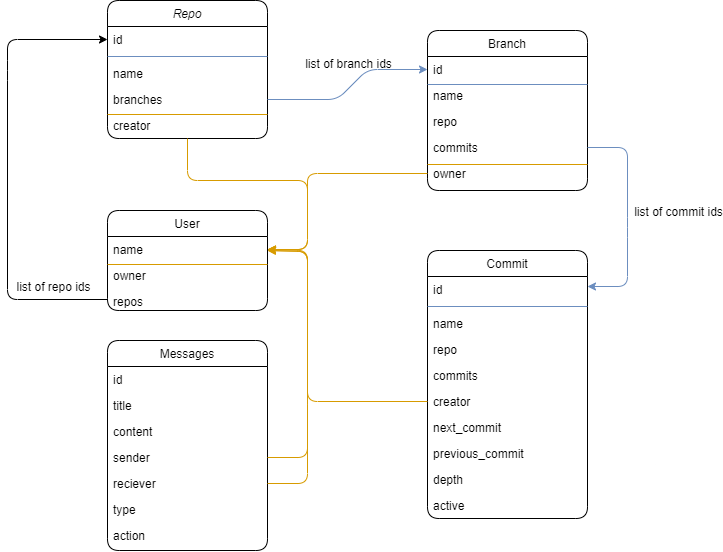 Repo
id
name
branches
creator
list of branch ids
Branch
id
name
repo
commits
owner
list of commit ids
User
name
owner
repos
list of repo ids
Commit
id
name
repo
commits
creator
next_commit
previous_commit
depth
active
Messages
id
title
content
sender
reciever
type
action